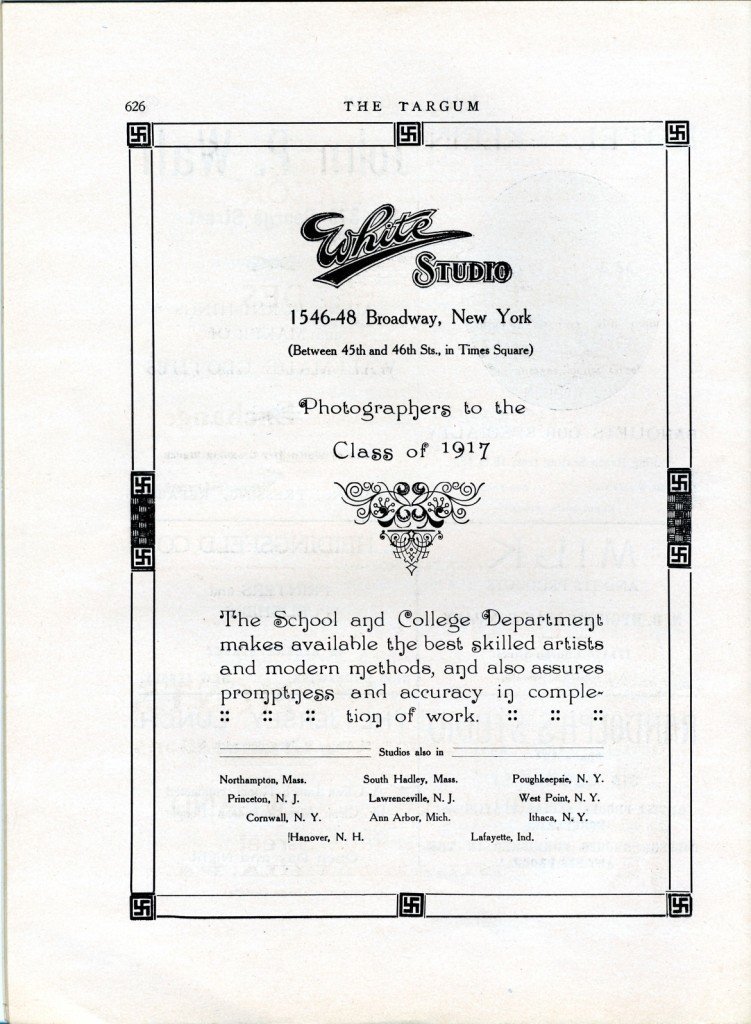 626
THE TARGUM
White
STUDIO
1546-48 Broadway, New York
(Between 45th and 46th Sts., in Times Square)
Photographers to the
Class of 1917
The School and College Department
makes available the best skilled artists
and modern methods, and also assures
promptness and accuracy in comple-
:: :: :: tion of work. :: :: ::
Studios also in
Northampton, Mass. South Hadley, Mass. Poughkeepsie, N. Y.
Princeton, N. J. Lawrenceville, N. J. West Point, N. Y.
Cornwall, N. Y. Ann Arbor, Mich. Ithaca, N. Y.
Hanover, N. H. Lafayette, Ind.